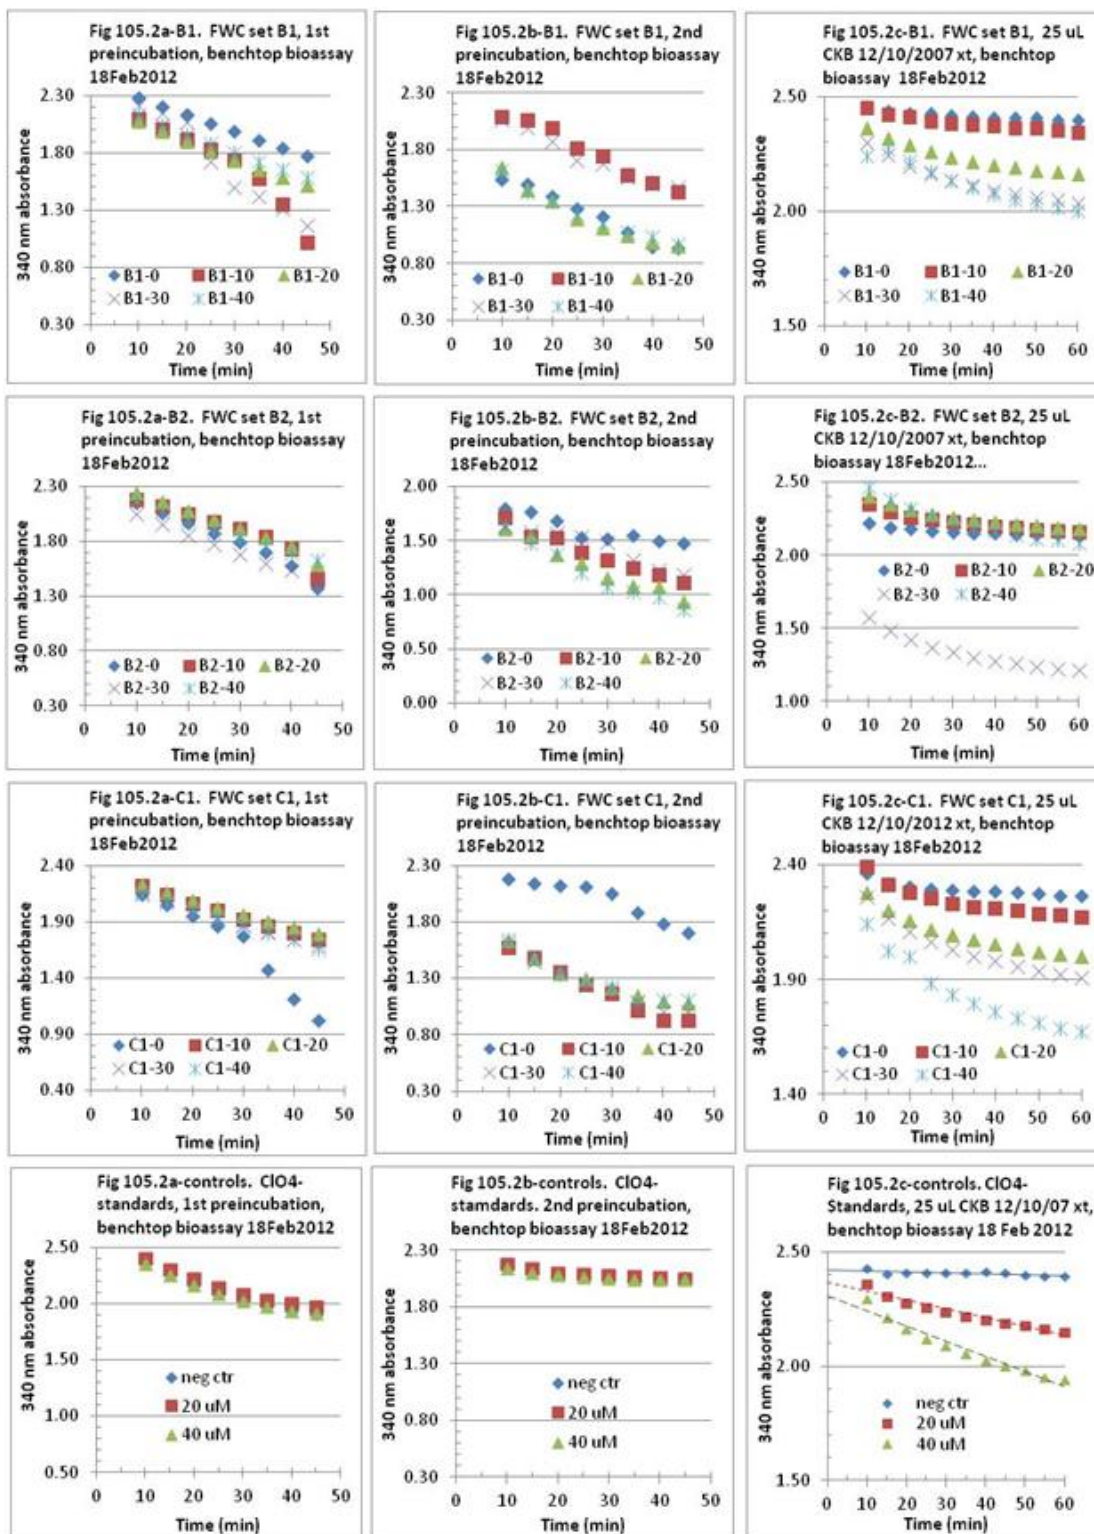 Fig 105.2a-B1. FWC set B1, 1st
preincubation, benchtop bioassay
18Feb2012
2.30
1.80
1.30
0.80
0.30
340 nm absorbance
B1-0 B1-10 B1-20
B1-30 B1-40
0 10 20 30 40 50
Time (min)
Fig 105.2b-B1. FWC set B1, 2nd
preincubation, benchtop bioassay
18Feb2012
2.30
1.80
1.30
0.80
0.30
340 nm absorbance
B1-0 B1-10 B1-20
B1-30 B1-40
0 10 20 30 40 50
Time (min)
Fig 105.2c-B1. FWC set B1, 25 uL
CKB 12/10/2007 xt, benchtop
bioassay 18Feb2012
2.50
2.00
1.50
340 nm absorbance
B1-0 B1-10 B1-20
B1-30 B1-40
0 10 20 30 40 50 60
Time (min)
Fig 105.2a-B2. FWC set B2, 1st
preincubation, benchtop bioassay
18Feb2012
2.30
1.80
1.30
0.80
0.30
340 nm absorbance
B2-0 B2-10 B2-20
B2-30 B2-40
0 10 20 30 40 50
Time (min)
Fig 105.2b-B2. FWC set B2, 2nd
preincubation, benchtop bioassay
18Feb2012
2.00
1.50
1.00
0.50
0.00
340 nm absorbance
B2-0 B2-10 B2-20
B2-30 B2-40
0 10 20 30 40 50
Time (min)
Fig 105.2c-B2. FWC set B2, 25 uL
CKB 12/10/2007 xt, benchtop
bioassay 18Feb2012...
2.50
2.00
1.50
1.00
340 nm absorbance
B2-0 B2-10 B2-20
B2-30 B2-40
0 10 20 30 40 50 60
Time (min)
Fig 105.2a-C1. FWC set C1, 1st
preincubation, benchtop bioassay
18Feb2012
2.40
1.90
1.40
0.90
0.40
340 nm absorbance
C1-0 C1-10 C1-20
C1-30 C1-40
0 10 20 30 40 50
Time (min)
Fig 105.2b-C1. FWC set C1, 2nd
preincubation, benchtop bioassay
18Feb2012
2.30
1.80
1.30
0.80
0.30
340 nm absorbance
C1-0 C1-10 C1-20
C1-30 C1-40
0 10 20 30 40 50
Time (min)
Fig 105.2c-C1. FWC set C1, 25 uL
CKB 12/10/2012 xt, benchtop
bioassay 18Feb2012
2.40
1.90
1.40
340 nm absorbance
C1-0 C1-10 C1-20
C1-30 C1-40
0 10 20 30 40 50 60
Time (min)
Fig 105.2a-controls. ClO4-
standards, 1st preincubation,
benchtop bioassay 18Feb2012
2.50
2.00
1.50
1.00
0.50
340 nm absorbance
neg ctr
20 uM
40 uM
0 10 20 30 40 50
Time (min)
Fig 105.2b-controls. ClO4-
stamdards. 2nd preincubation,
benchtop bioassay 18Feb2012
2.30
1.80
1.30
0.80
0.30
340 nm absorbance
neg ctr
20 uM
40 uM
0 10 20 30 40 50
Time (min)
Fig 105.2c-controls. ClO4-
Standards, 25 uL CKB 12/10/07 xt,
benchtop bioassay 18 Feb 2012
2.50
2.00
1.50
340 nm absorbance
neg ctr
20 uM
40 uM
0 10 20 30 40 50 60
Time (min)